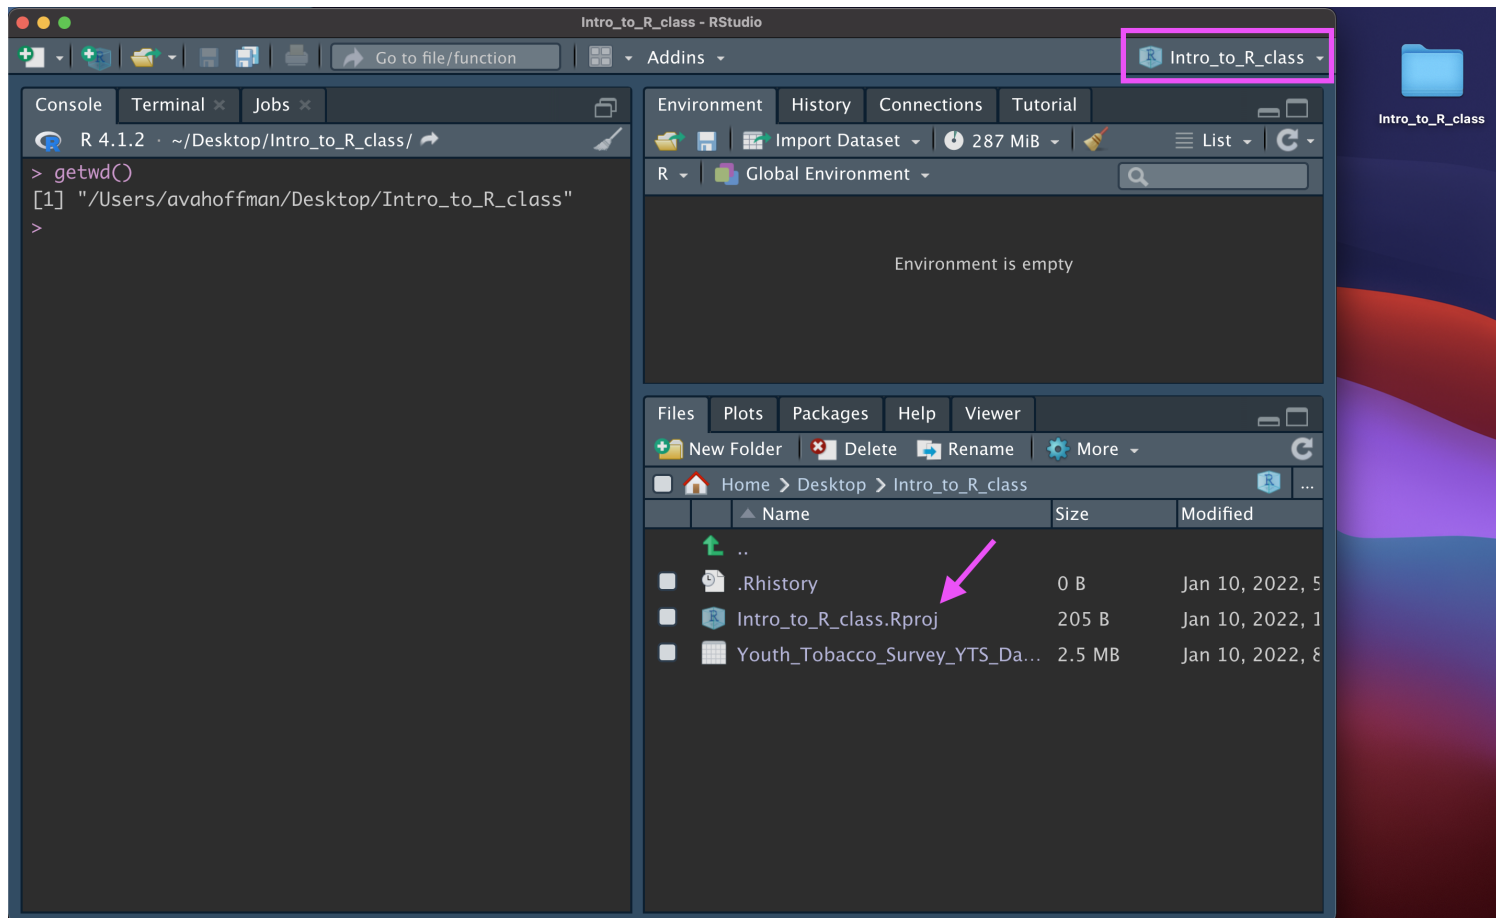 Intro_to_R_class - RStudio
Go to file/function
Addins
Intro_to_R_class
Intro_to_R_class
Console Terminal Jobs
R 4.1.2 · ~/Desktop/Intro_to_R_class/
> getwd()
[1] "/Users/avahoffman/Desktop/Intro_to_R_class"
>
Environment History Connections Tutorial
Import Dataset 287 MiB List
R Global Environment
Environment is empty
Files Plots Packages Help Viewer
New Folder Delete Rename More
Home Desktop Intro_to_R_class ...
Name Size Modified
..
.Rhistory 0 B Jan 10, 2022, 5
Intro_to_R_class.Rproj 205 B Jan 10, 2022, 1
Youth_Tobacco_Survey_YTS_Da... 2.5 MB Jan 10, 2022, 8